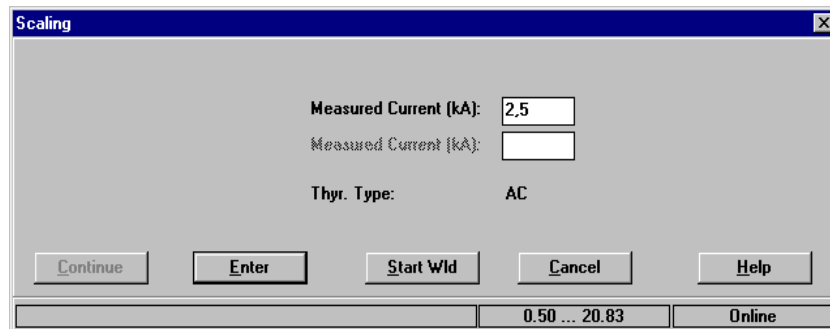 Scaling
Measured Current (kA): 2,5
Measured Current (kA):
Thyr. Type: AC
Continue Enter Start Wld Cancel Help
0.50 ... 20.83 Online